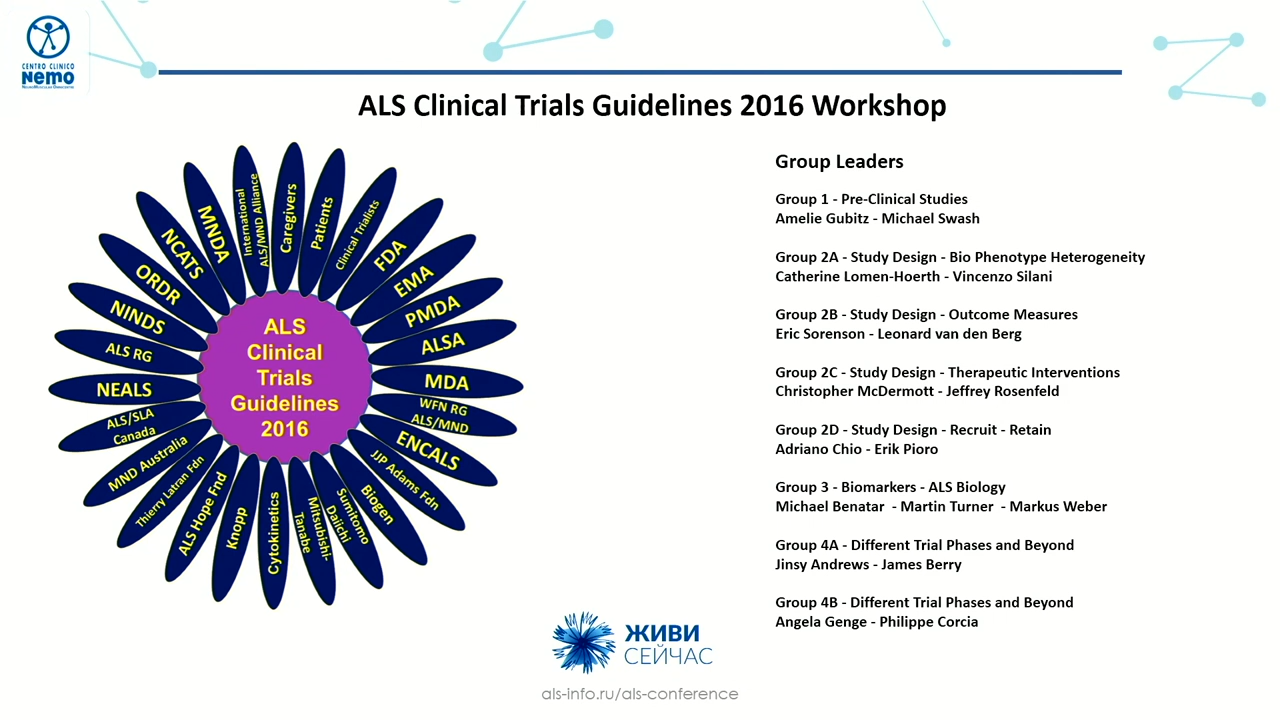 CENTRO CLINICO
Nemo
NEUROMUSCULAR OMNICENTRE
ALS Clinical Trials Guidelines 2016 Workshop
International
ALS/MND Alliance
Caregivers
Patients
Clinical Trialists
FDA
EMA
PMDA
ALSA
MDA
WFN RG
ALS/MND
ENCALS
JJP Adams Fdn
Biogen
Sumitomo
Daiichi
Mitsubishi-
Tanabe
Cytokinetics
Knopp
ALS Hope Fnd
Thierry Latran Fdn
MND Australia
ALS/SLA
Canada
NEALS
ALS RG
NINDS
ORDR
NCATS
MNDA
ALS
Clinical
Trials
Guidelines
2016
Group Leaders
Group 1 - Pre-Clinical Studies
Amelie Gubitz - Michael Swash
Group 2A - Study Design - Bio Phenotype Heterogeneity
Catherine Lomen-Hoerth - Vincenzo Silani
Group 2B - Study Design - Outcome Measures
Eric Sorenson - Leonard van den Berg
Group 2C - Study Design - Therapeutic Interventions
Christopher McDermott - Jeffrey Rosenfeld
Group 2D - Study Design - Recruit - Retain
Adriano Chio - Erik Pioro
Group 3 - Biomarkers - ALS Biology
Michael Benatar - Martin Turner - Markus Weber
Group 4A - Different Trial Phases and Beyond
Jinsy Andrews - James Berry
Group 4B - Different Trial Phases and Beyond
Angela Genge - Philippe Corcia
ЖИВИ
СЕЙЧАС
als-info.ru/als-conference